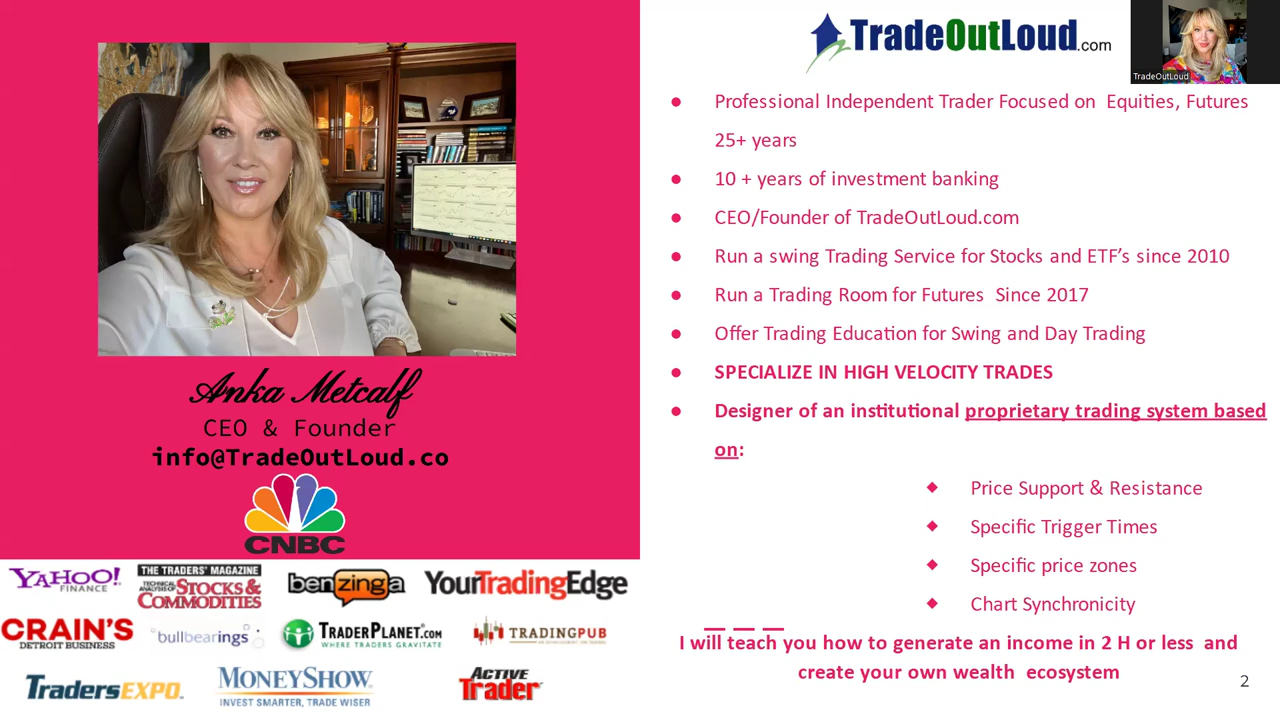 Anka Metcalf
CEO & Founder
info@TradeOutLoud.co
CNBC
YAHOO!
FINANCE
THE TRADERS' MAGAZINE
TECHNICAL ANALYSIS OF
STOCKS &
COMMODITIES
benzinga
YourTradingEdge
CRAIN'S
DETROIT BUSINESS
bullbearings
TRADERPLANET.COM
WHERE TRADERS GRAVITATE
TRADINGPUB
TradersEXPO.
MONEYSHOW
INVEST SMARTER, TRADE WISER
ACTIVE
Trader
TradeOutLoud.com
TradeOutLoud
● Professional Independent Trader Focused on Equities, Futures
25+ years
● 10 + years of investment banking
● CEO/Founder of TradeOutLoud.com
● Run a swing Trading Service for Stocks and ETF’s since 2010
● Run a Trading Room for Futures Since 2017
● Offer Trading Education for Swing and Day Trading
● SPECIALIZE IN HIGH VELOCITY TRADES
● Designer of an institutional proprietary trading system based
on:
◆ Price Support & Resistance
◆ Specific Trigger Times
◆ Specific price zones
◆ Chart Synchronicity
I will teach you how to generate an income in 2 H or less and
create your own wealth ecosystem
2